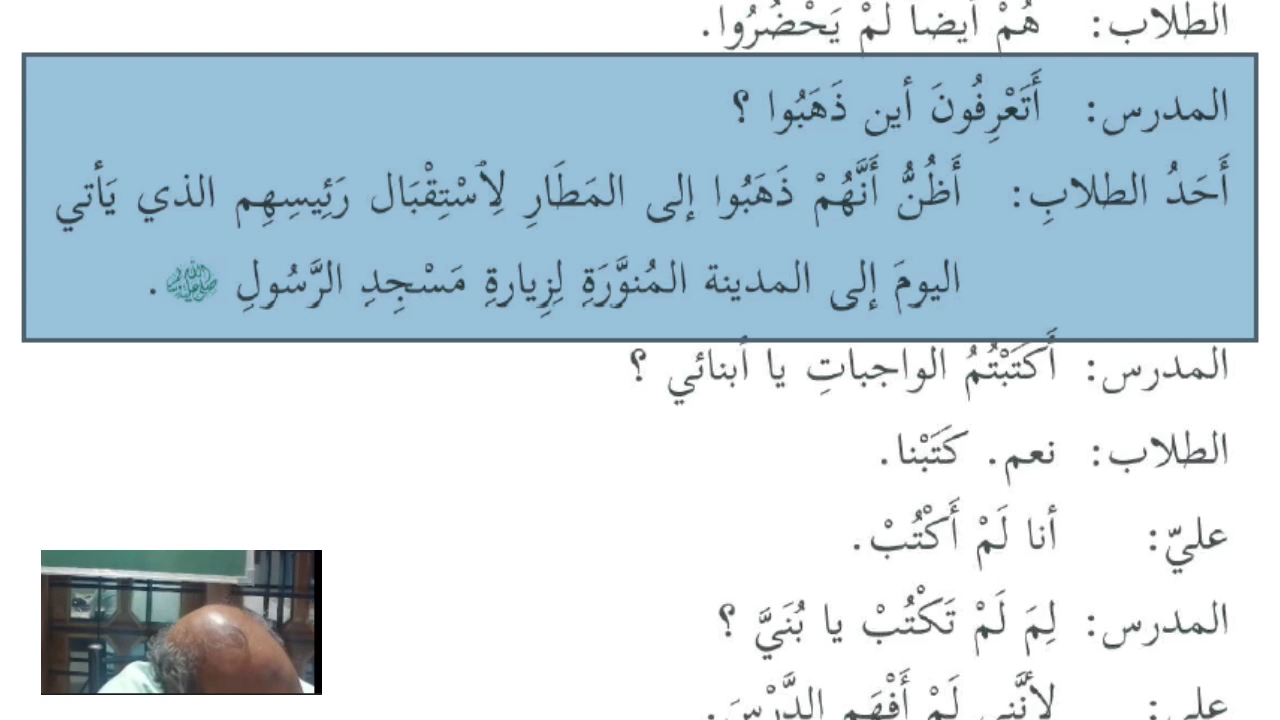 الطلاب: هُمْ أيضا لَمْ يَحْضُرُوا.
المدرس: أَتَعْرِفُونَ أين ذَهَبُوا ؟
أَحَدُ الطلابِ: أَظُنُّ أَنَّهُمْ ذَهَبُوا إلى المَطَارِ لِاْسْتِقْبَال رَئِيسِهِم الذي يَأتي
اليومَ إلى المدينة المُنوَّرَةِ لِزِيارةِ مَسْجِدِ الرَّسُولِ ﷺ.
المدرس: أَكَتَبْتُمُ الواجباتِ يا أبنائي ؟
الطلاب: نعم. كَتَبْنا.
عليّ: أنا لَمْ أَكْتُبْ.
المدرس: لِمَ لَمْ تَكْتُبْ يا بُنَيَّ ؟
علي: لأنَّني لَمْ أَفْهَمِ الدَّرْسَ.